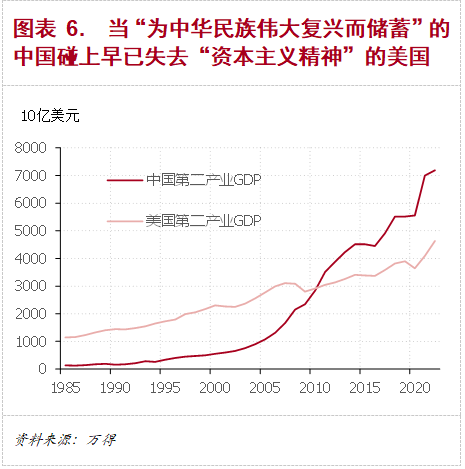 图表 6. 当“为中华民族伟大复兴而储蓄”的
中国碰上早已失去“资本主义精神”的美国
10亿美元
8000
7000
6000
5000
4000
3000
2000
1000
0
中国第二产业GDP
美国第二产业GDP
1985 1990 1995 2000 2005 2010 2015 2020
资料来源：万得